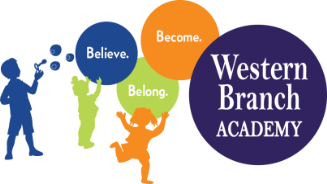 Believe.
Become.
Belong.
Western
Branch
ACADEMY